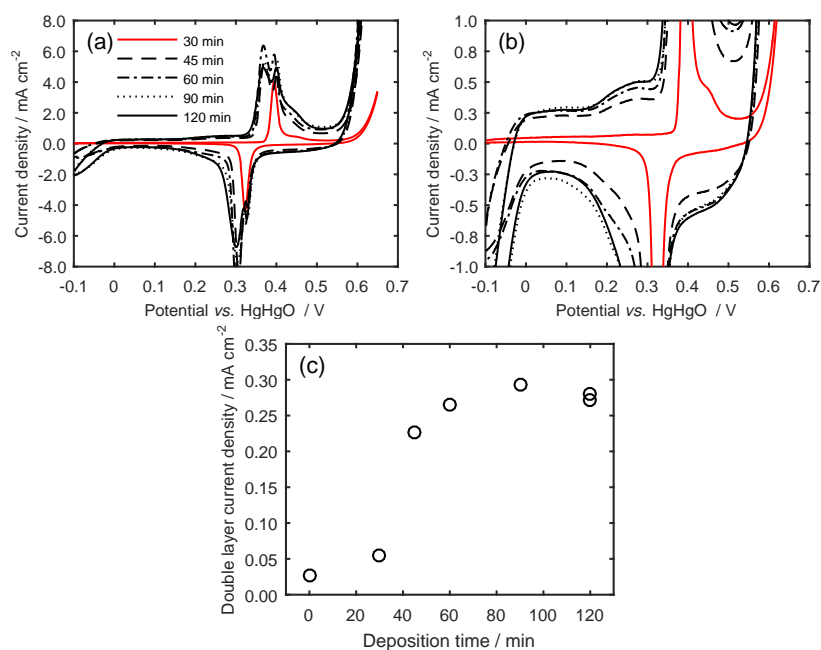 (a)
30 min
45 min
60 min
90 min
120 min
8.0
6.0
4.0
2.0
0.0
-2.0
-4.0
-6.0
-8.0
Current density / mA cm-2
-0.1 0 0.1 0.2 0.3 0.4 0.5 0.6 0.7
Potential vs. HgHgO / V
(b)
1.0
0.8
0.5
0.3
0.0
-0.3
-0.5
-0.8
-1.0
Current density / mA cm-2
-0.1 0 0.1 0.2 0.3 0.4 0.5 0.6 0.7
Potential vs. HgHgO / V
(c)
0.35
0.30
0.25
0.20
0.15
0.10
0.05
0.00
Double layer current density / mA cm-2
0 20 40 60 80 100 120
Deposition time / min